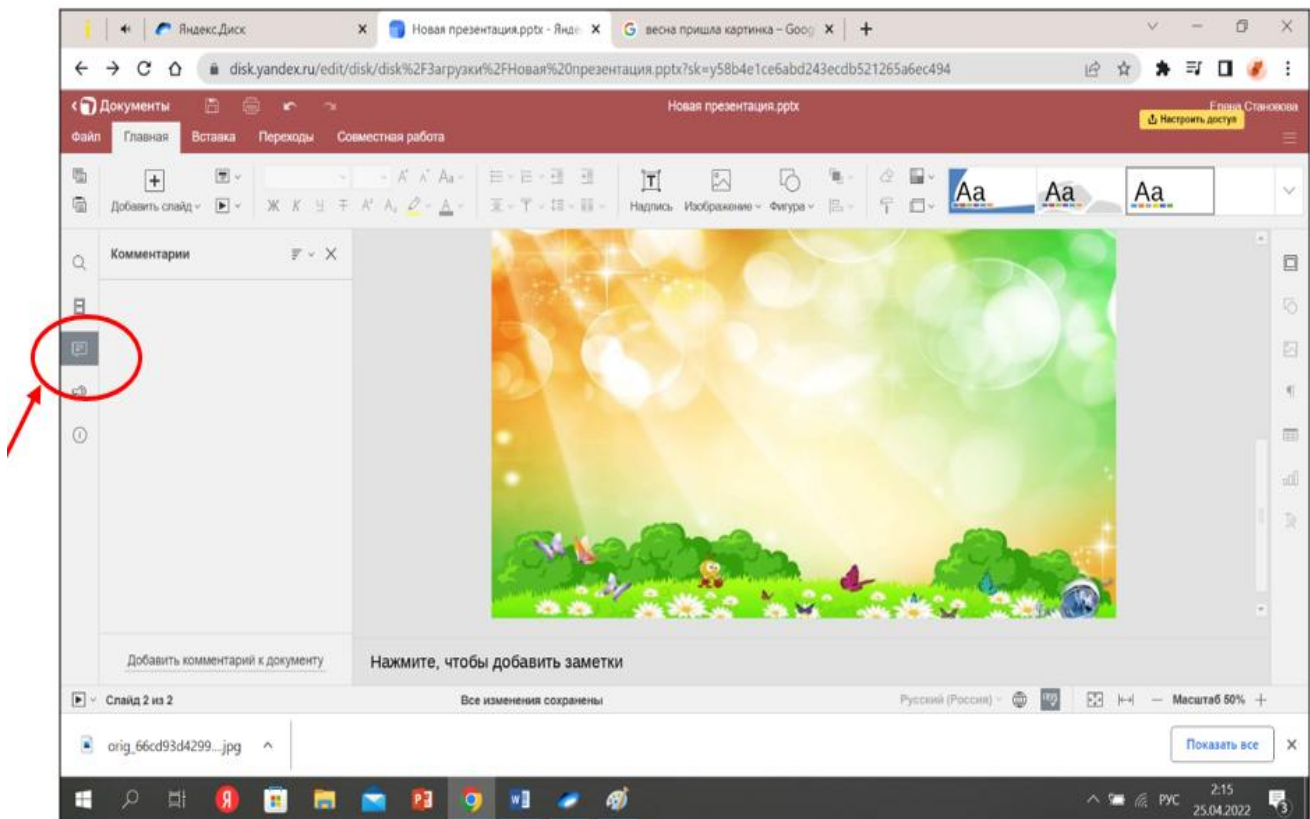 Яндекс.Диск
Новая презентация.pptx - Янде
весна пришла картинка – Goog
disk.yandex.ru/edit/disk/disk%2F3агрузки%2FНовая%20презентация.pptx?sk=y58b4e1ce6abd243ecdb521265a6ec494
Документы
Новая презентация.pptx
Елена Становова
Настроить доступ
Файл Главная Вставка Переходы Совместная работа
Добавить слайд
Ж К Ч Т
Надпись Изображение Фигура
Aa Aa Aa
Комментарии
Добавить комментарий к документу
Нажмите, чтобы добавить заметки
Слайд 2 из 2
Все изменения сохранены
Русский (Россия)
Масштаб 50%
orig_66cd93d4299....jpg
Показать все
РУС
2:15
25.04.2022
3